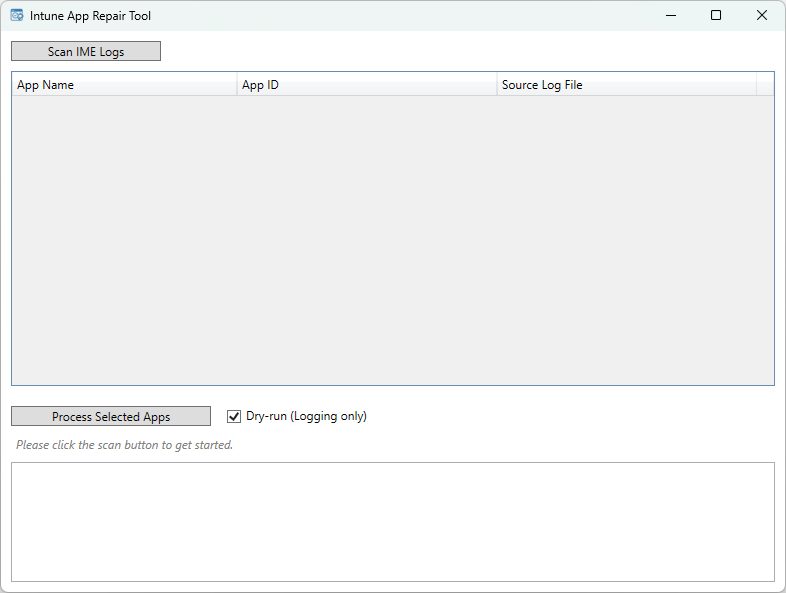 Intune App Repair Tool
Scan IME Logs
App Name App ID Source Log File
Process Selected Apps Dry-run (Logging only)
Please click the scan button to get started.